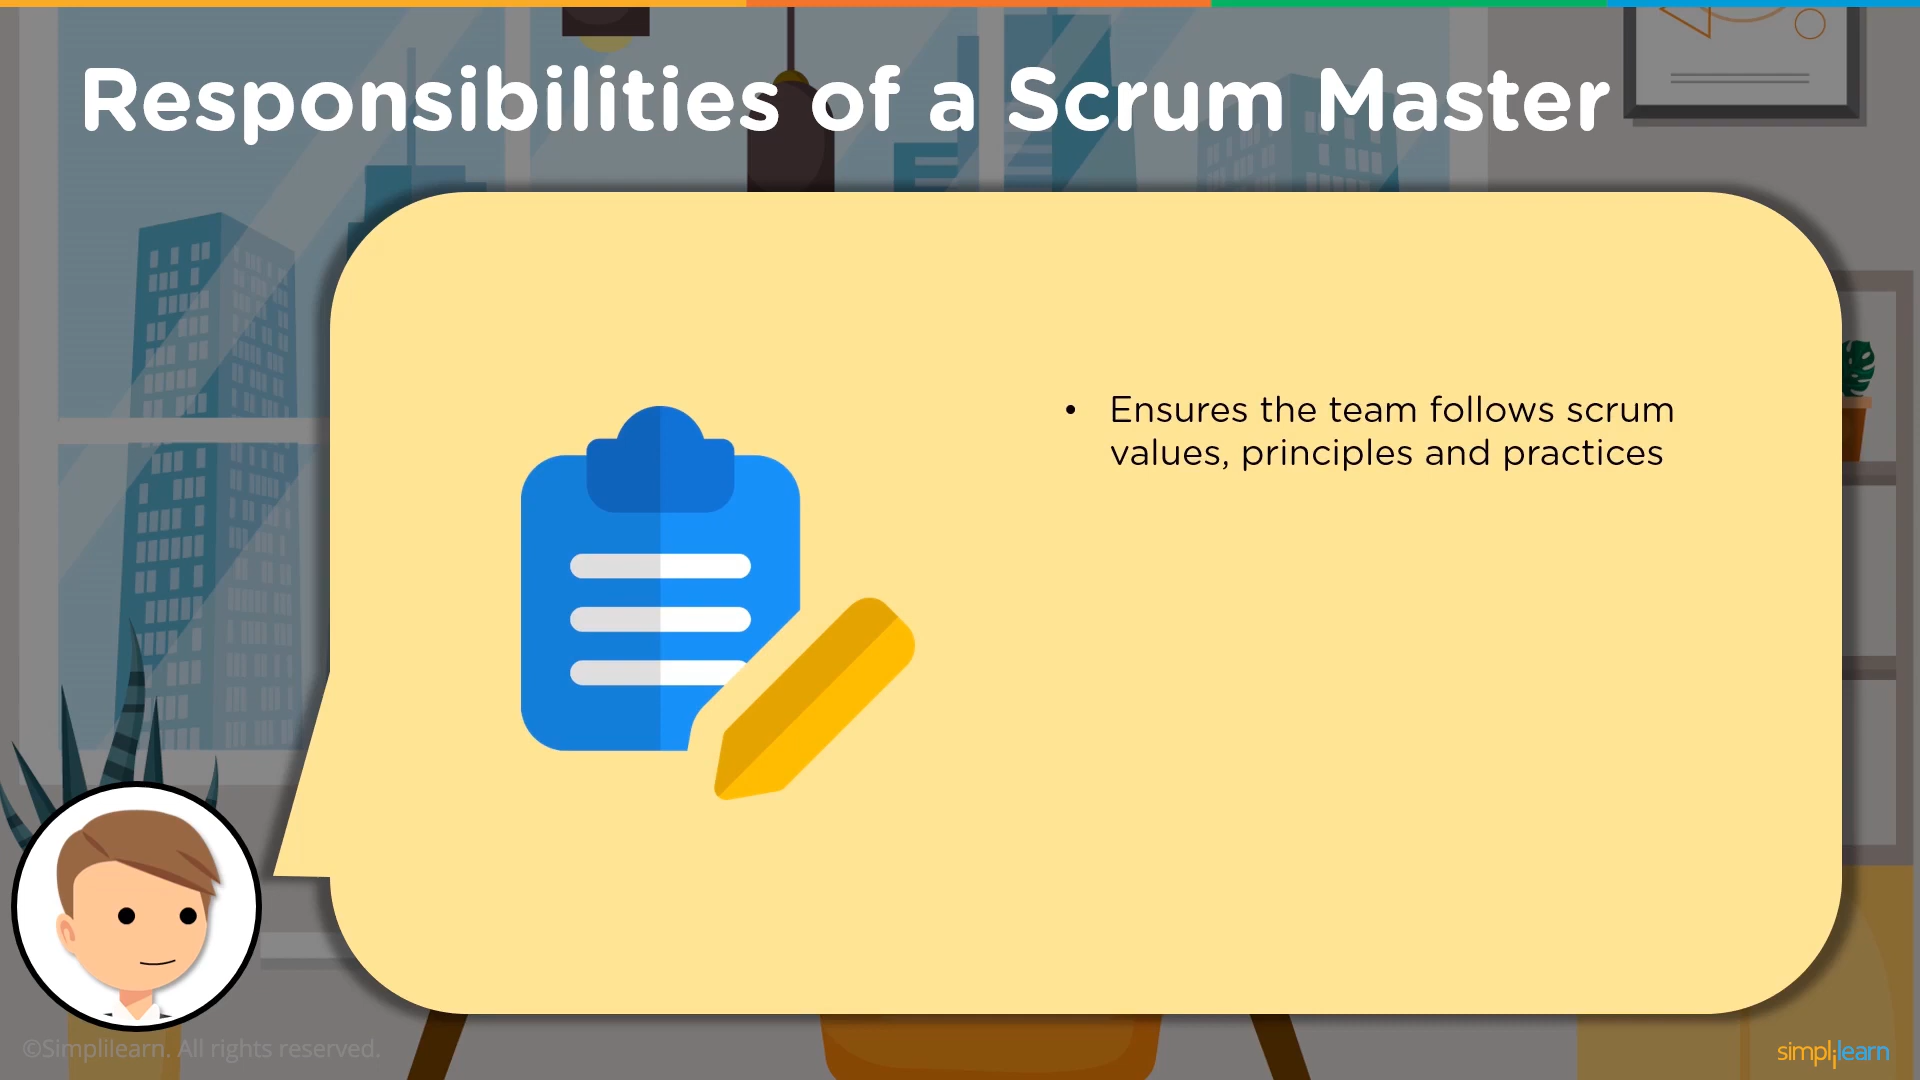 Responsibilities of a Scrum Master
• Ensures the team follows scrum
values, principles and practices
©Simplilearn. All rights reserved.
simplilearn